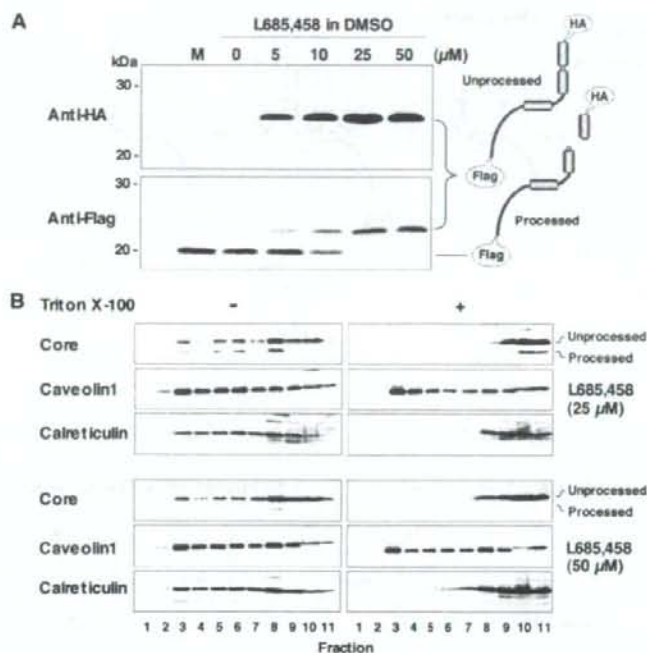 A
L685,458 in DMSO
M 0 5 10 25 50 (µM)
kDa
30 -
Anti-HA
20 -
30 -
Anti-Flag
20 -
HA
Unprocessed
HA
Flag
Processed
Flag
B
Triton X-100 - +
Core
Unprocessed
Processed
Caveolin1
L685,458
(25 µM)
Calreticulin
Core
Unprocessed
Processed
Caveolin1
L685,458
(50 µM)
Calreticulin
1 2 3 4 5 6 7 8 9 10 11 1 2 3 4 5 6 7 8 9 10 11
Fraction